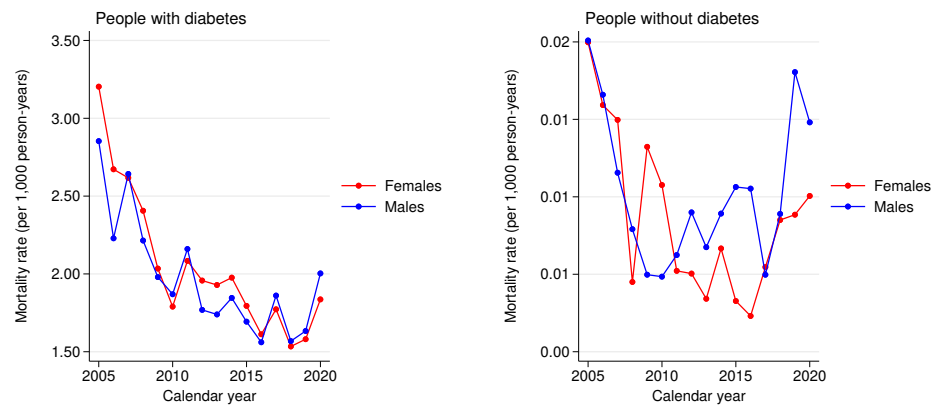 People with diabetes
Mortality rate (per 1,000 person-years)
3.50
3.00
2.50
2.00
1.50
2005
2010
2015
2020
Calendar year
Females
Males
People without diabetes
Mortality rate (per 1,000 person-years)
0.02
0.01
0.01
0.01
0.00
2005
2010
2015
2020
Calendar year
Females
Males